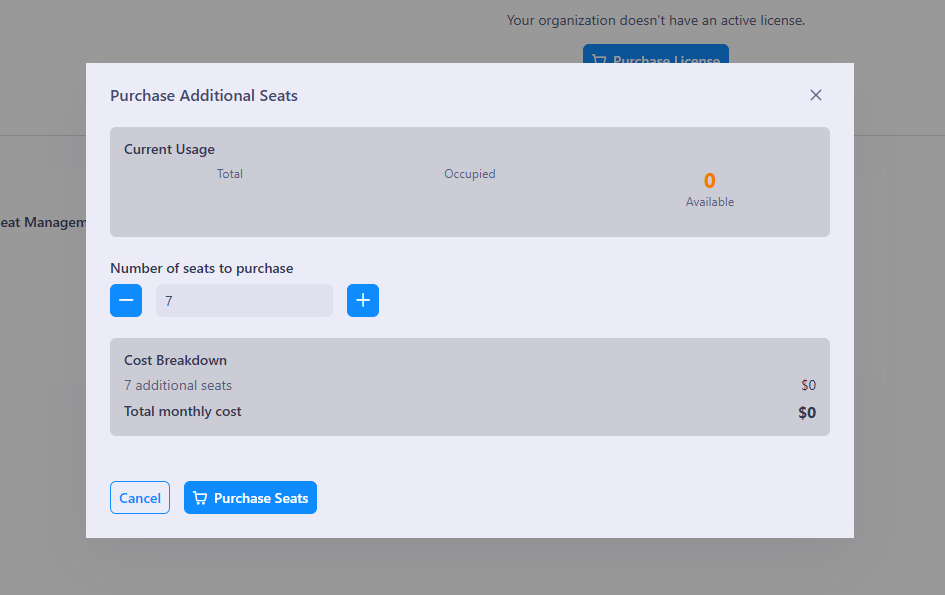 Your organization doesn't have an active license.
Purchase License
Purchase Additional Seats
Current Usage
Total
Occupied
0
Available
eat Managem
Number of seats to purchase
7
Cost Breakdown
7 additional seats $0
Total monthly cost $0
Cancel
Purchase Seats